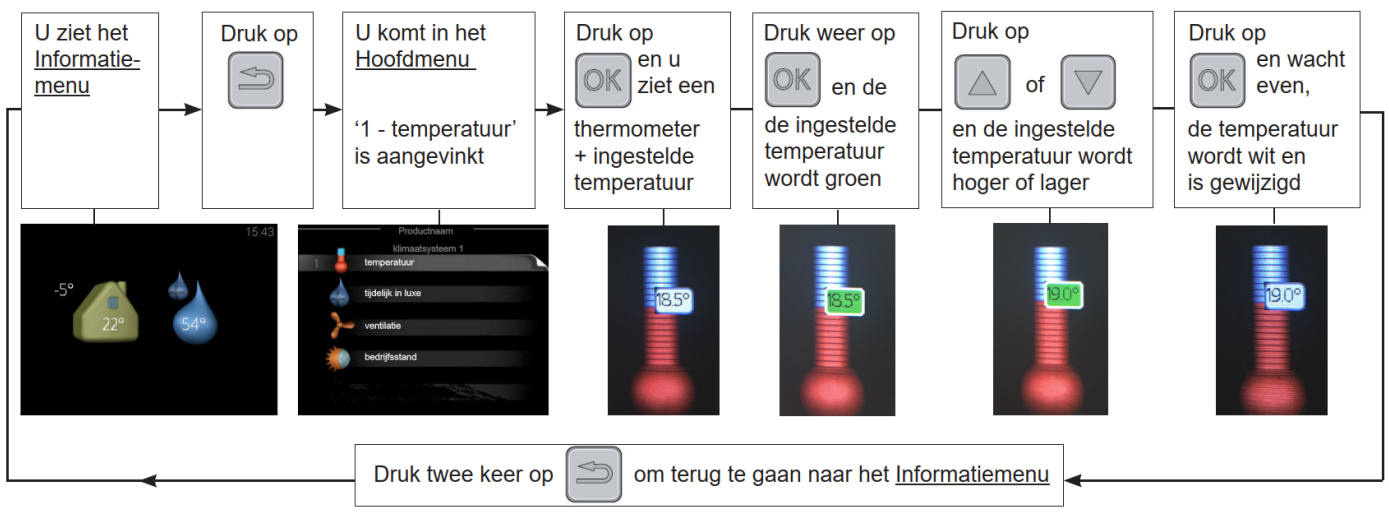 U ziet het
Informatie-
menu
Druk op
U komt in het
Hoofdmenu
‘1 - temperatuur’
is aangevinkt
Druk op
OK en u
ziet een
thermometer
+ ingestelde
temperatuur
Druk weer op
OK en de
de ingestelde
temperatuur
wordt groen
Druk op
of
en de ingestelde
temperatuur wordt
hoger of lager
Druk op
OK en wacht
even,
de temperatuur
wordt wit en
is gewijzigd
15:43
-5°
22°
54°
Productnaam
klimaatsysteem 1
1 temperatuur
tijdelijk in luxe
ventilatie
bedrijfsstand
18.5°
18.5°
19.0°
19.0°
Druk twee keer op om terug te gaan naar het Informatiemenu